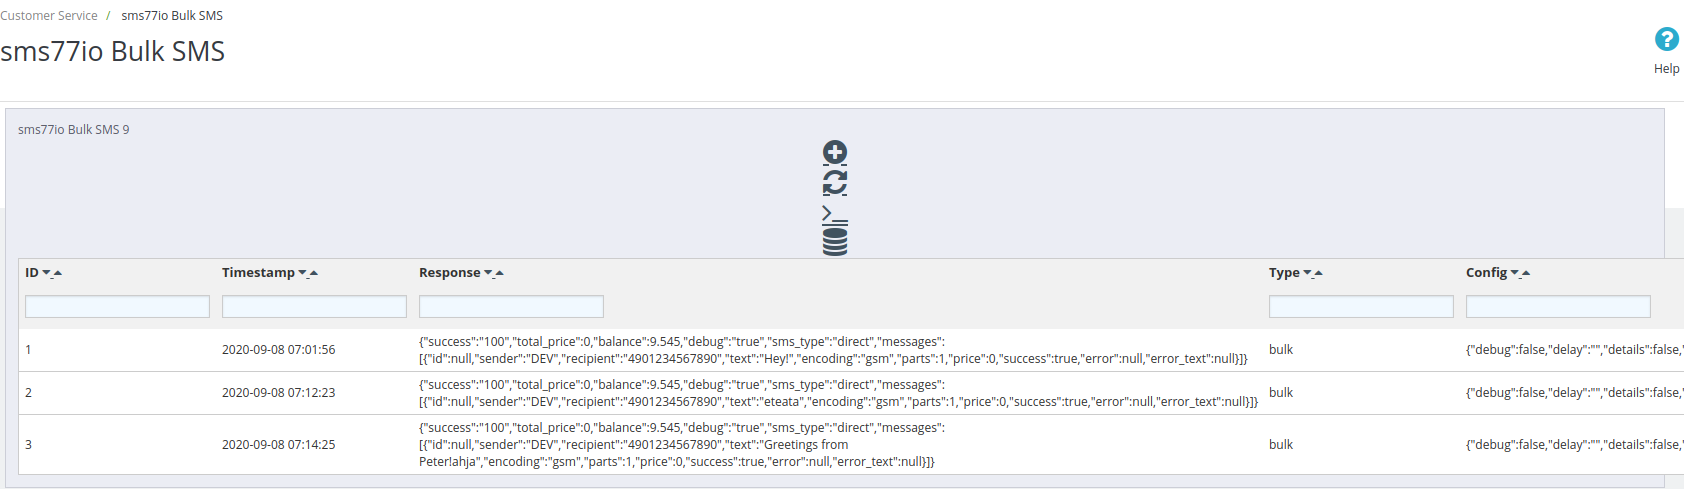 Customer Service / sms77io Bulk SMS
sms77io Bulk SMS
Help
sms77io Bulk SMS 9
ID Timestamp Response Type Config
1 2020-09-08 07:01:56 {"success":"100","total_price":0,"balance":9.545,"debug":"true","sms_type":"direct","messages":
[{"id":null,"sender":"DEV","recipient":"4901234567890","text":"Hey!","encoding":"gsm","parts":1,"price":0,"success":true,"error":null,"error_text":null}]} bulk {"debug":false,"delay":"","details":false,"
2 2020-09-08 07:12:23 {"success":"100","total_price":0,"balance":9.545,"debug":"true","sms_type":"direct","messages":
[{"id":null,"sender":"DEV","recipient":"4901234567890","text":"eteata","encoding":"gsm","parts":1,"price":0,"success":true,"error":null,"error_text":null}]} bulk {"debug":false,"delay":"","details":false,"
3 2020-09-08 07:14:25 {"success":"100","total_price":0,"balance":9.545,"debug":"true","sms_type":"direct","messages":
[{"id":null,"sender":"DEV","recipient":"4901234567890","text":"Greetings from
Peter!ahja","encoding":"gsm","parts":1,"price":0,"success":true,"error":null,"error_text":null}]} bulk {"debug":false,"delay":"","details":false,"